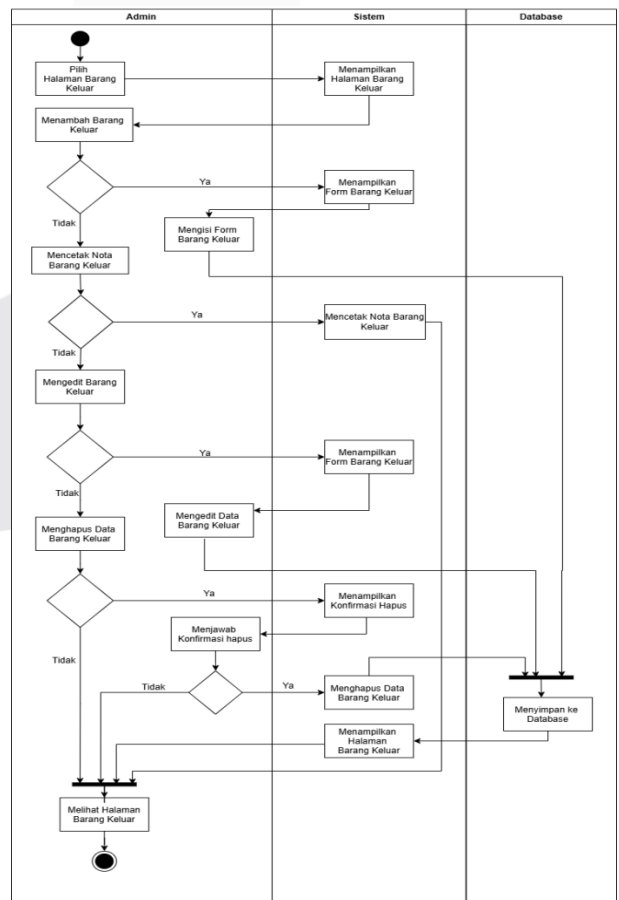 Admin
Sistem
Database
Pilih
Halaman Barang
Keluar
Menampilkan
Halaman Barang
Keluar
Menambah Barang
Keluar
Ya
Menampilkan
Form Barang Keluar
Tidak
Mengisi Form
Barang Keluar
Mencetak Nota
Barang Keluar
Ya
Mencetak Nota Barang
Keluar
Tidak
Mengedit Barang
Keluar
Ya
Menampilkan
Form Barang Keluar
Tidak
Mengedit Data
Barang Keluar
Menghapus Data
Barang Keluar
Ya
Menampilkan
Konfirmasi Hapus
Menjawab
Konfirmasi hapus
Tidak
Tidak
Ya
Menghapus Data
Barang Keluar
Menyimpan ke
Database
Menampilkan
Halaman
Barang Keluar
Melihat Halaman
Barang Keluar